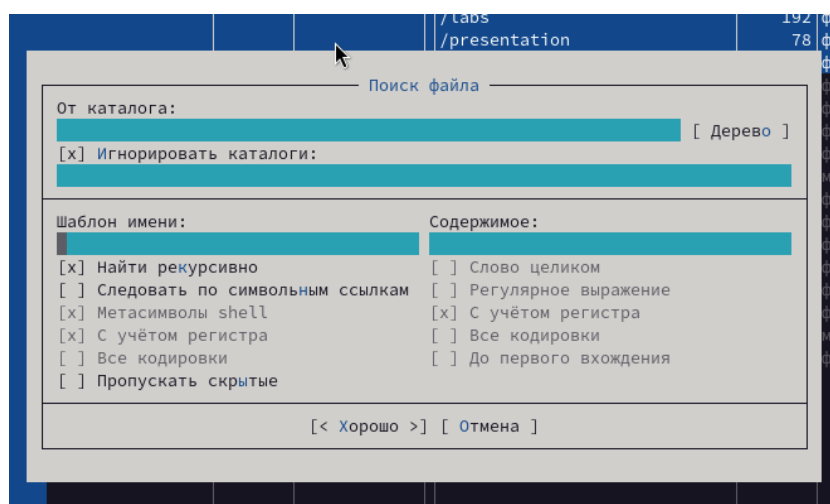 /labs 192
/presentation 78
Поиск файла
От каталога:
[ Дерево ]
[x] Игнорировать каталоги:
Шаблон имени: Содержимое:
[x] Найти рекурсивно [ ] Слово целиком
[ ] Следовать по символьным ссылкам [ ] Регулярное выражение
[x] Метасимволы shell [x] С учётом регистра
[x] С учётом регистра [ ] Все кодировки
[ ] Все кодировки [ ] До первого вхождения
[ ] Пропускать скрытые
[< Хорошо >] [ Отмена ]